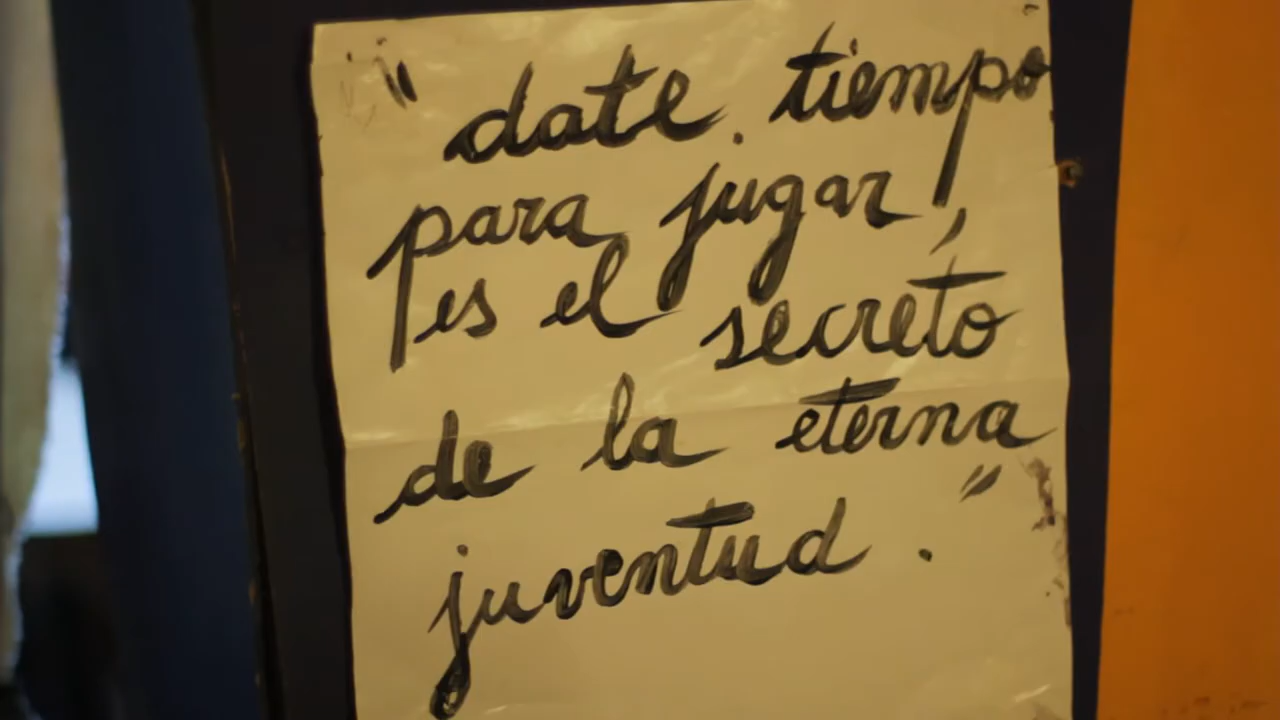 "date tiempo
para jugar,
es el secreto
de la eterna
juventud."